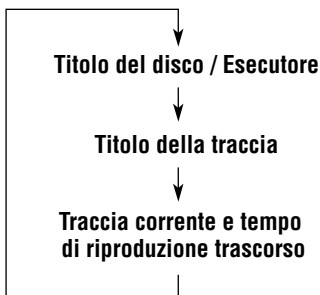 Titolo del disco / Esecutore
Titolo della traccia
Traccia corrente e tempo
di riproduzione trascorso